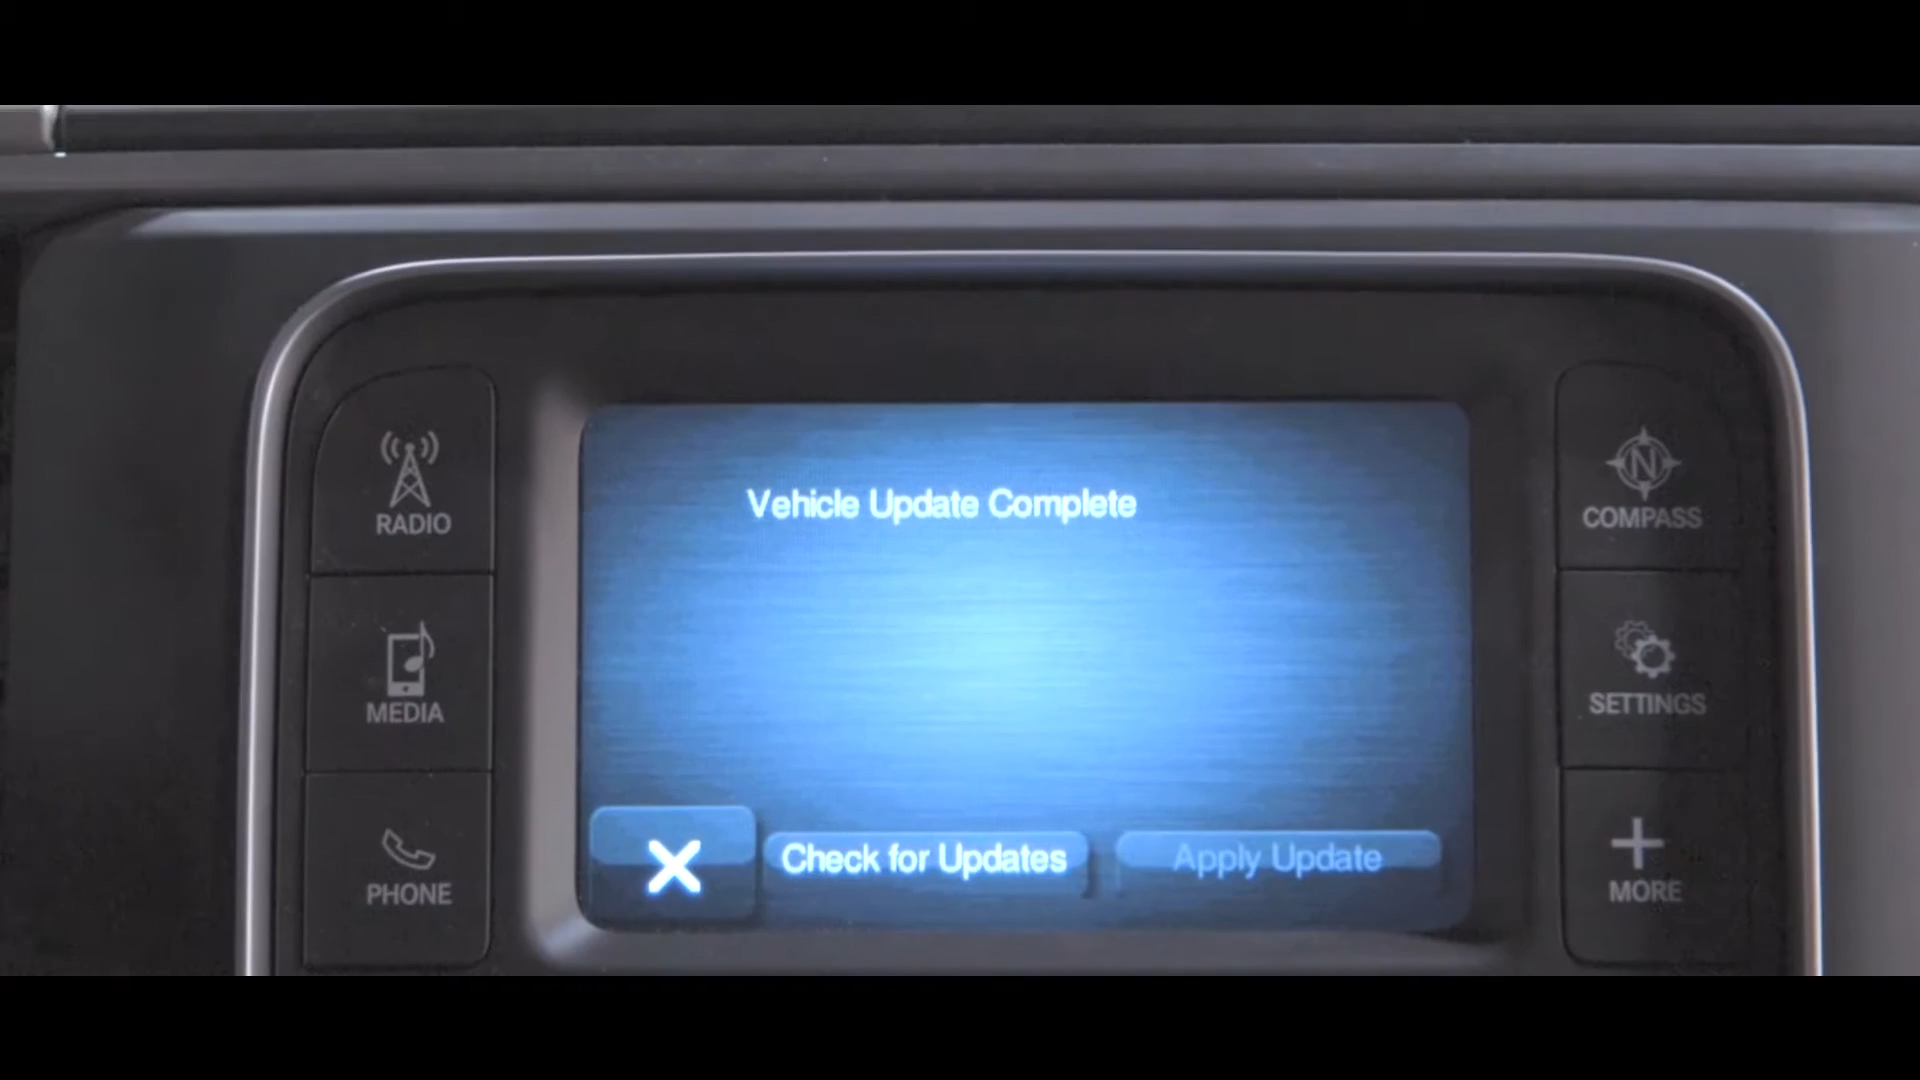 RADIO
MEDIA
PHONE
Vehicle Update Complete
X
Check for Updates
Apply Update
N
COMPASS
SETTINGS
MORE